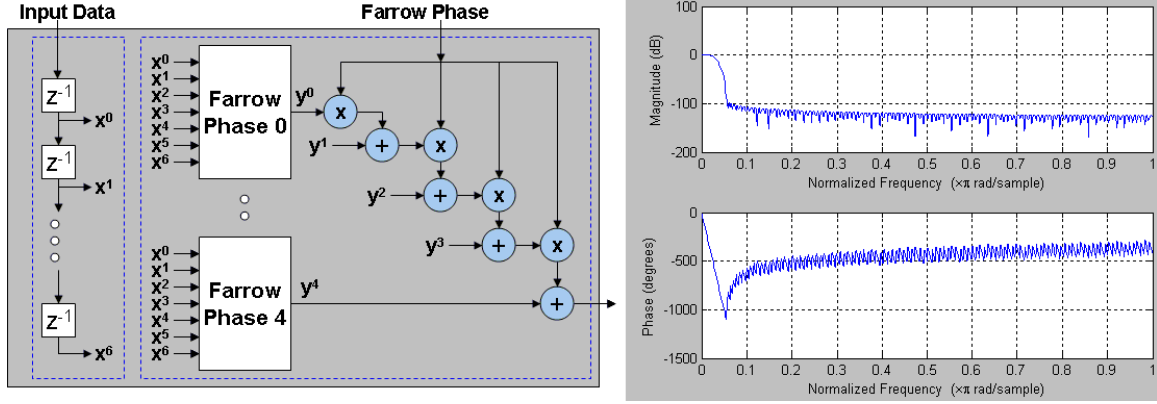 Input Data
Farrow Phase
z⁻¹
x⁰
z⁻¹
x¹
z⁻¹
x⁶
x⁰
x¹
x²
x³
x⁴
x⁵
x⁶
Farrow
Phase 0
y⁰
x
y¹
+
x
y²
+
x
y³
+
x
x⁰
x¹
x²
x³
x⁴
x⁵
x⁶
Farrow
Phase 4
y⁴
+
100
0
-100
-200
Magnitude (dB)
0 0.1 0.2 0.3 0.4 0.5 0.6 0.7 0.8 0.9 1
Normalized Frequency (×π rad/sample)
0
-500
-1000
-1500
Phase (degrees)
0 0.1 0.2 0.3 0.4 0.5 0.6 0.7 0.8 0.9 1
Normalized Frequency (×π rad/sample)